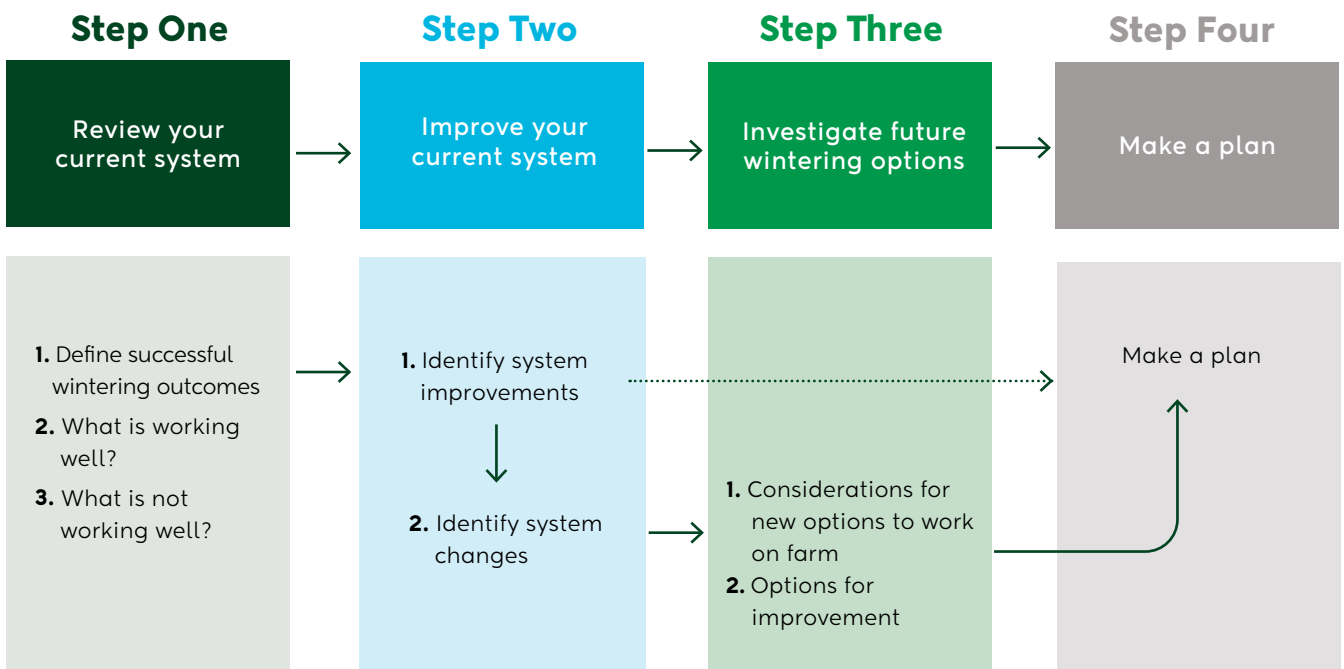 Step One
Step Two
Step Three
Step Four
Review your
current system
Improve your
current system
Investigate future
wintering options
Make a plan
1. Define successful
wintering outcomes
2. What is working
well?
3. What is not
working well?
1. Identify system
improvements
2. Identify system
changes
1. Considerations for
new options to work
on farm
2. Options for
improvement
Make a plan